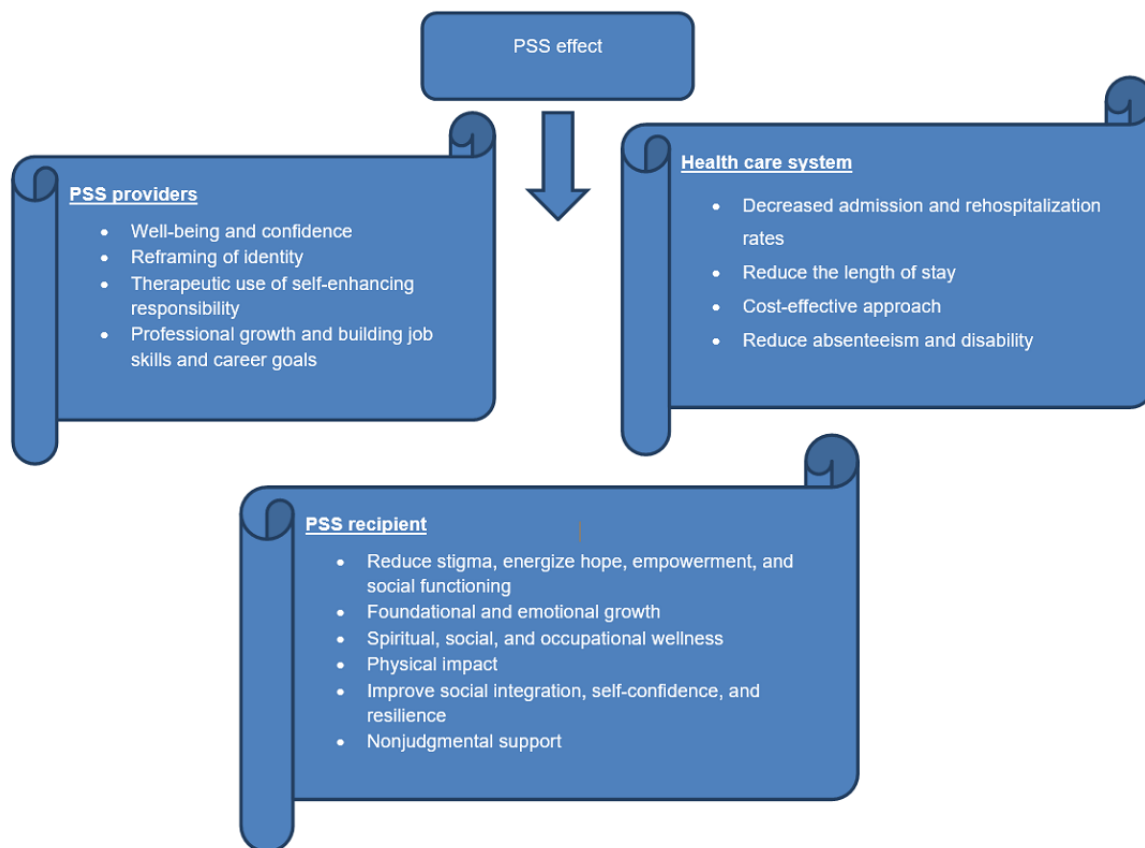 PSS effect
PSS providers
• Well-being and confidence
• Reframing of identity
• Therapeutic use of self-enhancing
responsibility
• Professional growth and building job
skills and career goals
Health care system
• Decreased admission and rehospitalization
rates
• Reduce the length of stay
• Cost-effective approach
• Reduce absenteeism and disability
PSS recipient
• Reduce stigma, energize hope, empowerment, and
social functioning
• Foundational and emotional growth
• Spiritual, social, and occupational wellness
• Physical impact
• Improve social integration, self-confidence, and
resilience
• Nonjudgmental support